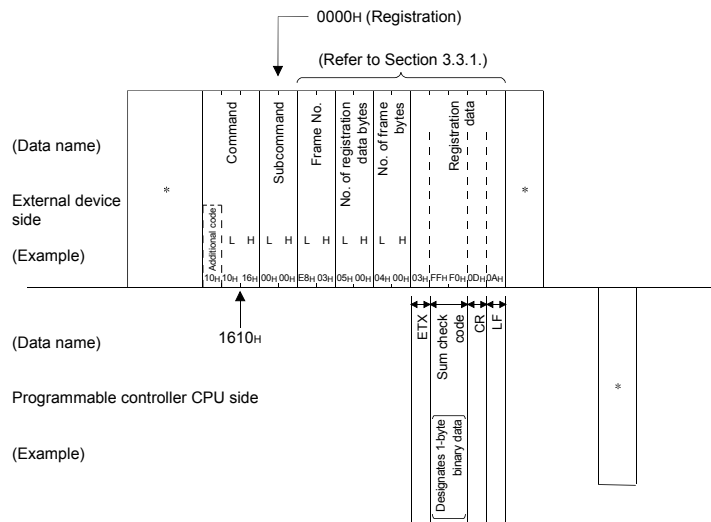 0000H (Registration)
(Refer to Section 3.3.1.)
(Data name)
External device
side
(Example)
*
Additional code
Command
Subcommand
Frame No.
No. of registration
data bytes
No. of frame
bytes
Registration
data
*
L H L H L H L H L H
10H 10H 16H 00H 00H E8H 03H 05H 00H 04H 00H 03H FFH F0H 0DH 0AH
1610H
(Data name)
Programmable controller CPU side
(Example)
ETX
Sum check
code
CR
LF
Designates 1-byte
binary data
*